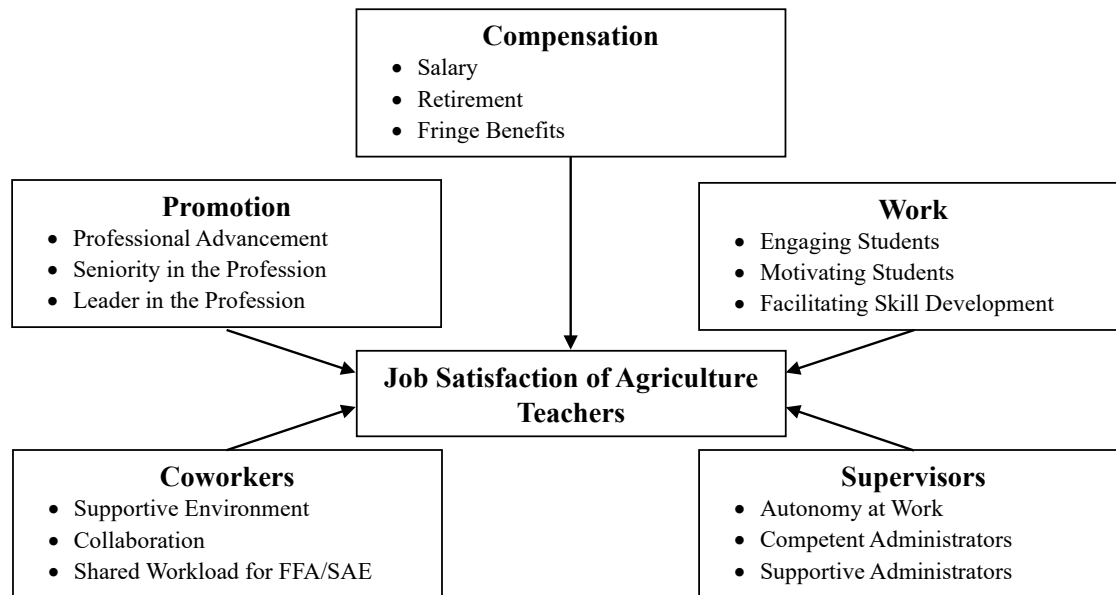 Compensation
• Salary
• Retirement
• Fringe Benefits
Promotion
• Professional Advancement
• Seniority in the Profession
• Leader in the Profession
Work
• Engaging Students
• Motivating Students
• Facilitating Skill Development
Job Satisfaction of Agriculture
Teachers
Coworkers
• Supportive Environment
• Collaboration
• Shared Workload for FFA/SAE
Supervisors
• Autonomy at Work
• Competent Administrators
• Supportive Administrators